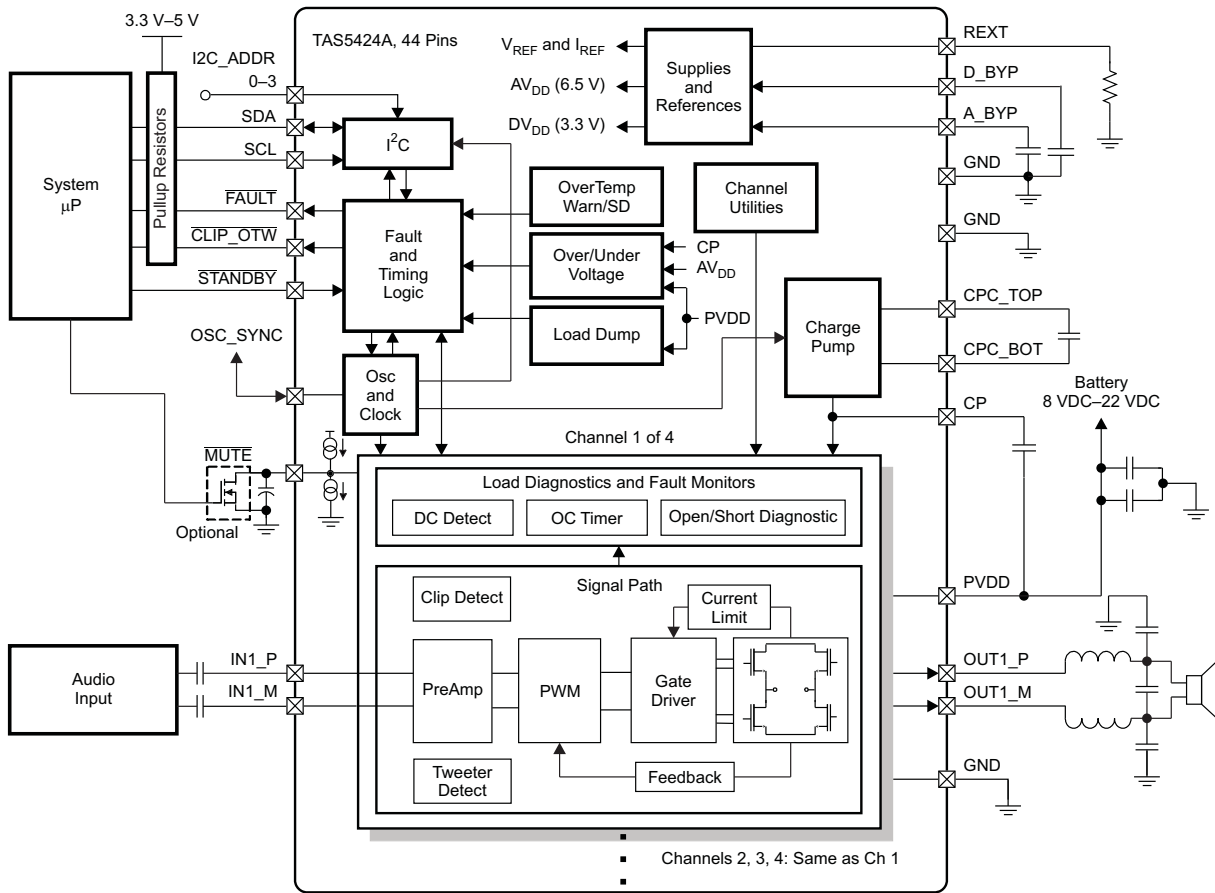 3.3 V–5 V
TAS5424A, 44 Pins
I2C_ADDR
0–3
SDA
SCL
FAULT
CLIP_OTW
STANDBY
OSC_SYNC
System
μP
Pullup Resistors
I²C
Fault
and
Timing
Logic
Osc
and
Clock
V_REF and I_REF
AV_DD (6.5 V)
DV_DD (3.3 V)
Supplies
and
References
OverTemp
Warn/SD
Channel
Utilities
Over/Under
Voltage
CP
AV_DD
PVDD
Load Dump
Charge
Pump
REXT
D_BYP
A_BYP
GND
GND
CPC_TOP
CPC_BOT
CP
Battery
8 VDC–22 VDC
PVDD
OUT1_P
OUT1_M
GND
MUTE
Optional
Channel 1 of 4
Load Diagnostics and Fault Monitors
DC Detect
OC Timer
Open/Short Diagnostic
Signal Path
Clip Detect
Current
Limit
Audio
Input
IN1_P
IN1_M
PreAmp
PWM
Gate
Driver
Tweeter
Detect
Feedback
Channels 2, 3, 4: Same as Ch 1